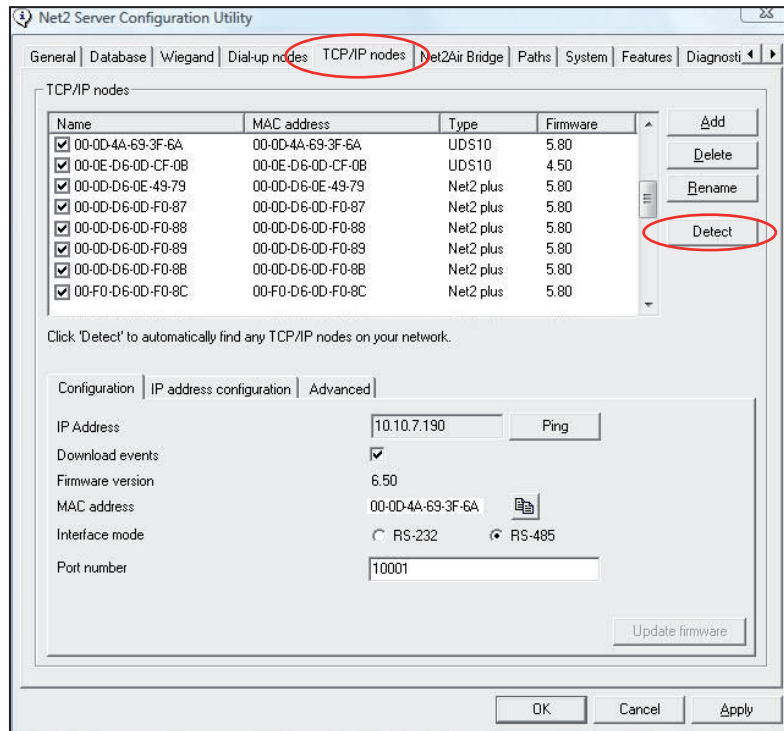 Net2 Server Configuration Utility
General Database Wiegand Dial-up nodes TCP/IP nodes Net2Air Bridge Paths System Features Diagnosti
TCP/IP nodes
Name MAC address Type Firmware
00-0D-4A-69-3F-6A 00-0D-4A-69-3F-6A UDS10 5.80
00-0E-D6-0D-CF-0B 00-0E-D6-0D-CF-0B UDS10 4.50
00-0D-D6-0E-49-79 00-0D-D6-0E-49-79 Net2 plus 5.80
00-0D-D6-0D-F0-87 00-0D-D6-0D-F0-87 Net2 plus 5.80
00-0D-D6-0D-F0-88 00-0D-D6-0D-F0-88 Net2 plus 5.80
00-0D-D6-0D-F0-89 00-0D-D6-0D-F0-89 Net2 plus 5.80
00-0D-D6-0D-F0-8B 00-0D-D6-0D-F0-8B Net2 plus 5.80
00-F0-D6-0D-F0-8C 00-F0-D6-0D-F0-8C Net2 plus 5.80
Add
Delete
Rename
Detect
Click 'Detect' to automatically find any TCP/IP nodes on your network.
Configuration IP address configuration Advanced
IP Address 10.10.7.190 Ping
Download events
Firmware version 6.50
MAC address 00-0D-4A-69-3F-6A
Interface mode RS-232 RS-485
Port number 10001
Update firmware
OK Cancel Apply